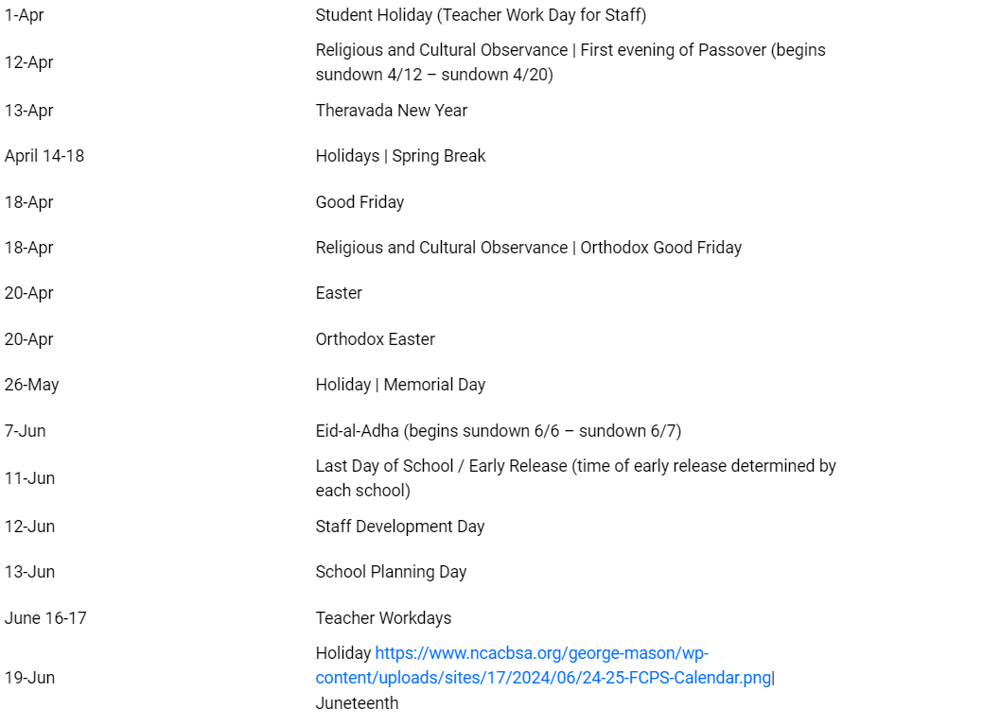 1-Apr Student Holiday (Teacher Work Day for Staff)
12-Apr Religious and Cultural Observance | First evening of Passover (begins
sundown 4/12 – sundown 4/20)
13-Apr Theravada New Year
April 14-18 Holidays | Spring Break
18-Apr Good Friday
18-Apr Religious and Cultural Observance | Orthodox Good Friday
20-Apr Easter
20-Apr Orthodox Easter
26-May Holiday | Memorial Day
7-Jun Eid-al-Adha (begins sundown 6/6 – sundown 6/7)
11-Jun Last Day of School / Early Release (time of early release determined by
each school)
12-Jun Staff Development Day
13-Jun School Planning Day
June 16-17 Teacher Workdays
19-Jun Holiday https://www.ncacbsa.org/george-mason/wp-
content/uploads/sites/17/2024/06/24-25-FCPS-Calendar.png|
Juneteenth